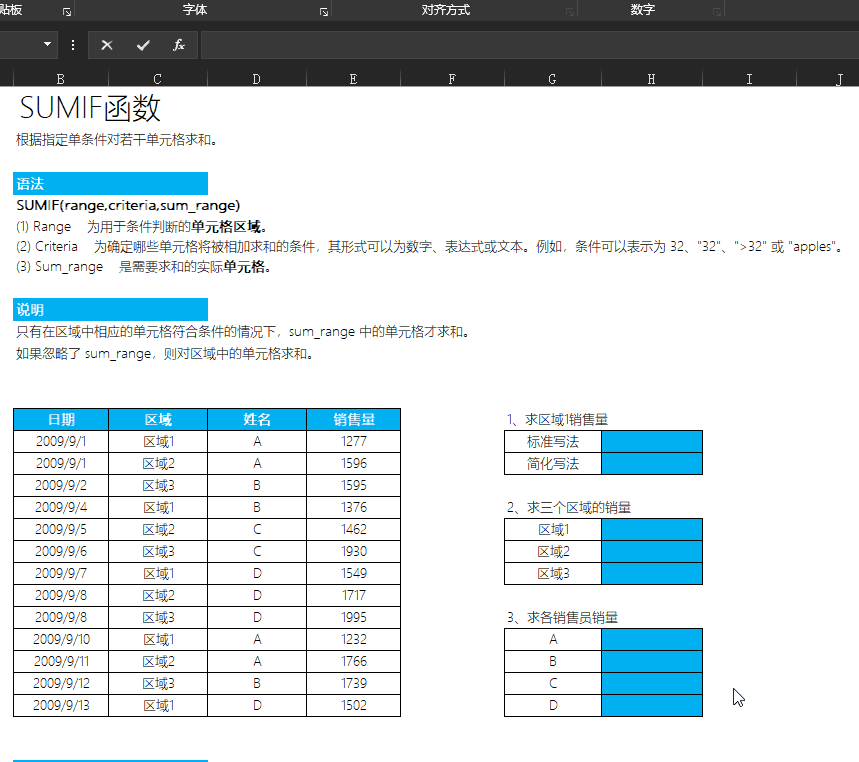 贴板 字体 对齐方式 数字
fx
B C D E F G H I J
SUMIF函数
根据指定单条件对若干单元格求和。
语法
SUMIF(range,criteria,sum_range)
(1) Range 为用于条件判断的单元格区域。
(2) Criteria 为确定哪些单元格将被相加求和的条件，其形式可以为数字、表达式或文本。例如，条件可以表示为 32、"32"、">32" 或 "apples"。
(3) Sum_range 是需要求和的实际单元格。
说明
只有在区域中相应的单元格符合条件的情况下，sum_range 中的单元格才求和。
如果忽略了 sum_range，则对区域中的单元格求和。
日期 区域 姓名 销售量
2009/9/1 区域1 A 1277
2009/9/1 区域2 A 1596
2009/9/2 区域3 B 1595
2009/9/4 区域1 B 1376
2009/9/5 区域2 C 1462
2009/9/6 区域3 C 1930
2009/9/7 区域1 D 1549
2009/9/8 区域2 D 1717
2009/9/8 区域3 D 1995
2009/9/10 区域1 A 1232
2009/9/11 区域2 A 1766
2009/9/12 区域3 B 1739
2009/9/13 区域1 D 1502
1、求区域1销售量
标准写法
简化写法
2、求三个区域的销量
区域1
区域2
区域3
3、求各销售员销量
A
B
C
D